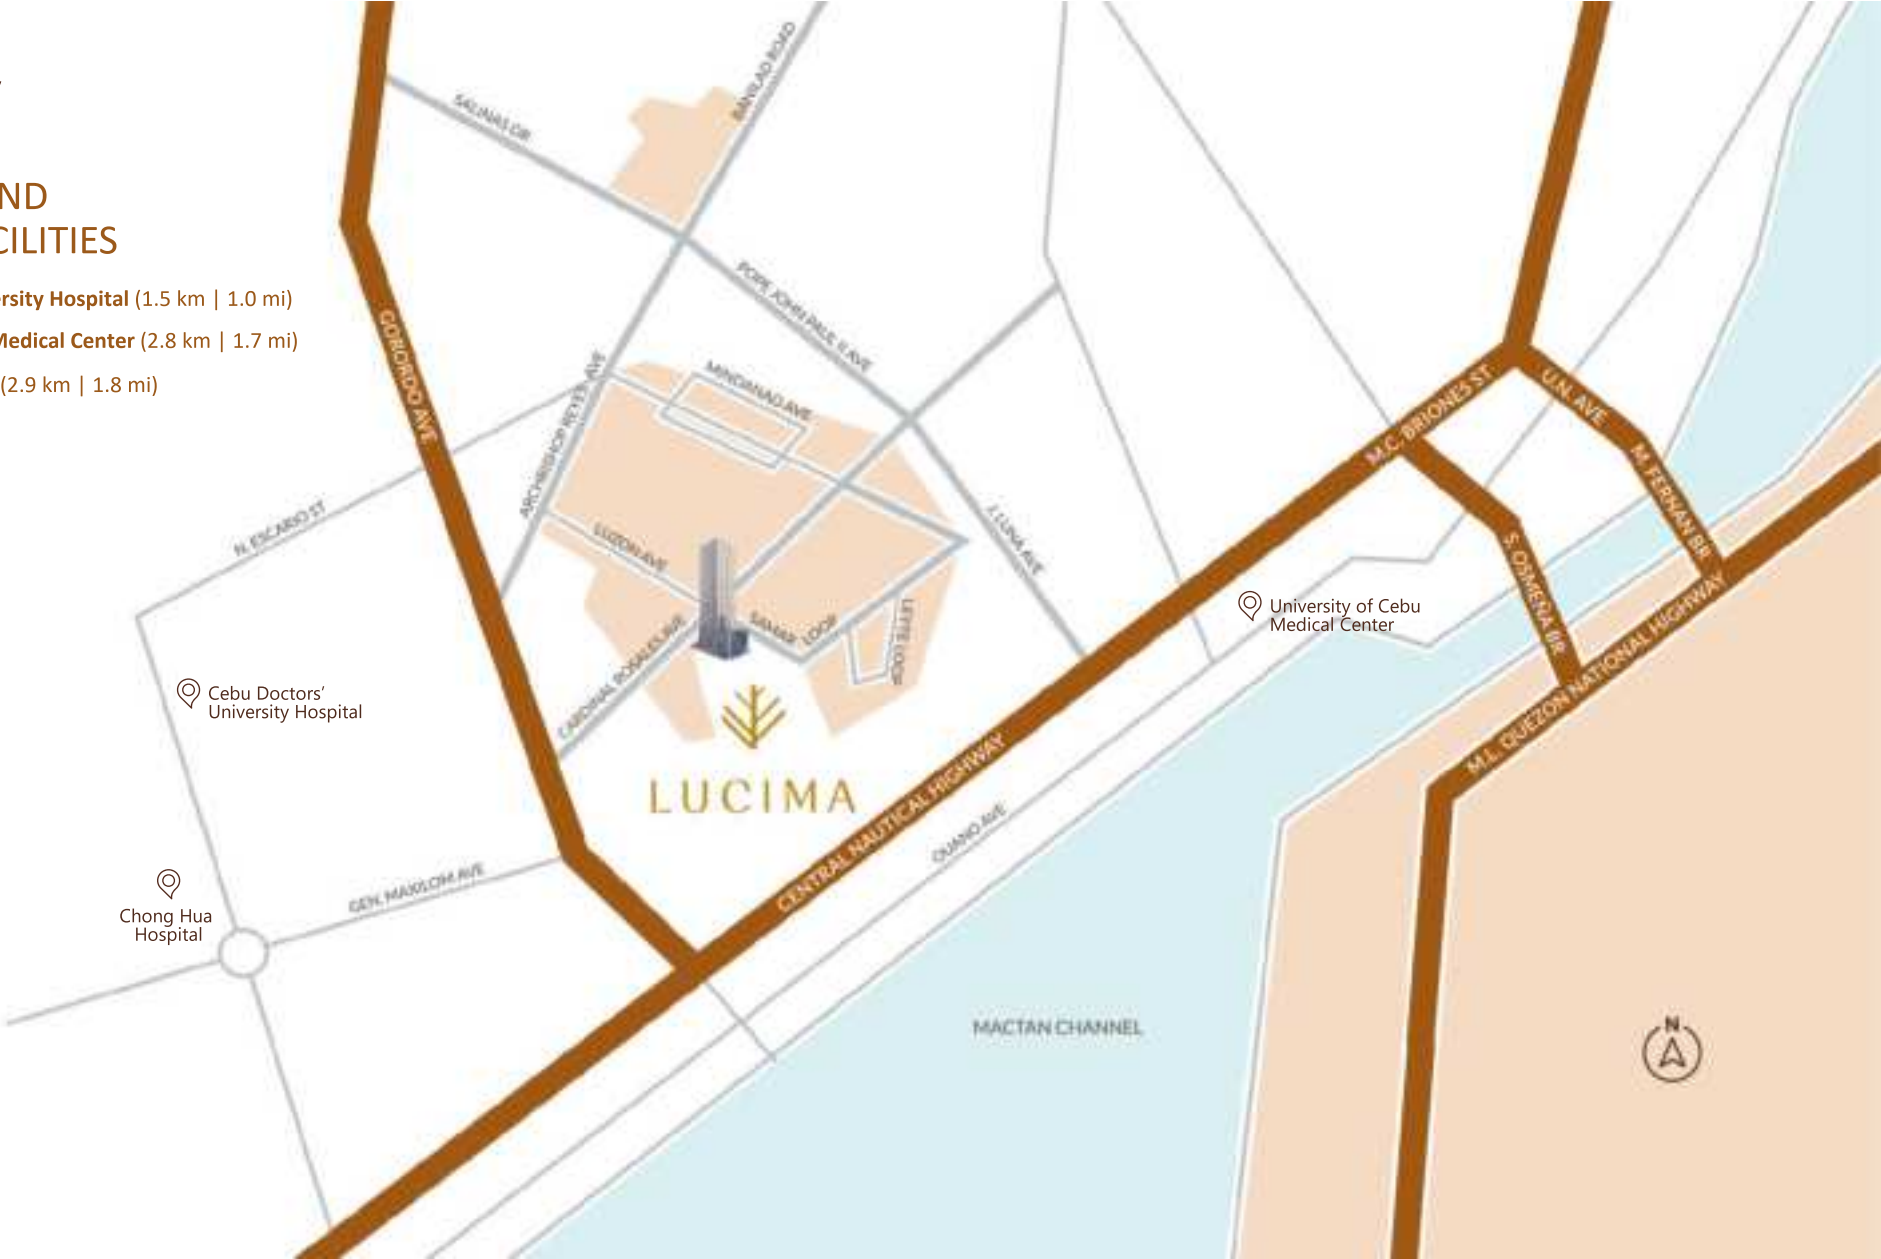 ND
CILITIES
ersity Hospital (1.5 km | 1.0 mi)
Medical Center (2.8 km | 1.7 mi)
(2.9 km | 1.8 mi)
SALINAS DR
BANILAD ROAD
GORORDO AVE
POPE JOHN PAUL II AVE
MINDANAO AVE
ARCHBISHOP REYES AVE
N. ESCARIO ST
LUZON AVE
CARDINAL ROSALES AVE
SAMAR LOOP
LEYTE LOOP
J. LUNA AVE
M.C. BRIONES ST
U.N. AVE
M. FERNAN BR
S. OSMEÑA BR
M.L. QUEZON NATIONAL HIGHWAY
University of Cebu
Medical Center
Cebu Doctors’
University Hospital
LUCIMA
CENTRAL NAUTICAL HIGHWAY
OUANO AVE
GEN. MAXILOM AVE
Chong Hua
Hospital
MACTAN CHANNEL
N